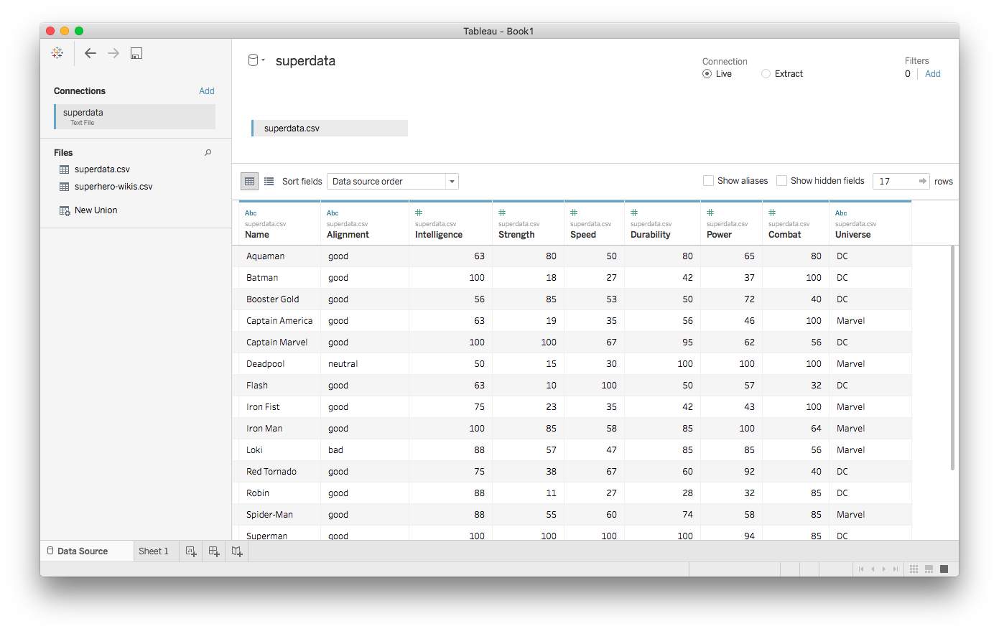 Tableau - Book1
superdata
Connection
Live Extract
Filters
0 Add
Connections Add
superdata
Text File
superdata.csv
Files
superdata.csv
superhero-wikis.csv
New Union
Sort fields Data source order Show aliases Show hidden fields 17 rows
Abc Abc # # # # # # Abc
superdata.csv superdata.csv superdata.csv superdata.csv superdata.csv superdata.csv superdata.csv superdata.csv superdata.csv
Name Alignment Intelligence Strength Speed Durability Power Combat Universe
Aquaman good 63 80 50 80 65 80 DC
Batman good 100 18 27 42 37 100 DC
Booster Gold good 56 85 53 50 72 40 DC
Captain America good 63 19 35 56 46 100 Marvel
Captain Marvel good 100 100 67 95 62 56 DC
Deadpool neutral 50 15 30 100 100 100 Marvel
Flash good 63 10 100 50 57 32 DC
Iron Fist good 75 23 35 42 43 100 Marvel
Iron Man good 100 85 58 85 100 64 Marvel
Loki bad 88 57 47 85 85 56 Marvel
Red Tornado good 75 38 67 60 92 40 DC
Robin good 88 11 27 28 32 85 DC
Spider-Man good 88 55 60 74 58 85 Marvel
Superman good 100 100 100 100 94 85 DC
Data Source Sheet 1